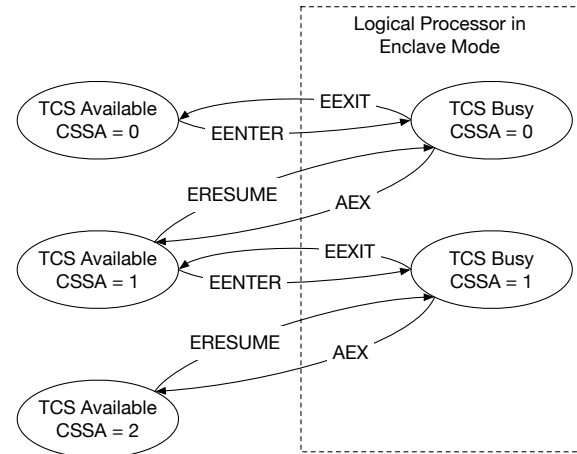 Logical Processor in
Enclave Mode
TCS Available
CSSA = 0
EEXIT
EENTER
TCS Busy
CSSA = 0
ERESUME
AEX
TCS Available
CSSA = 1
EEXIT
EENTER
TCS Busy
CSSA = 1
ERESUME
AEX
TCS Available
CSSA = 2